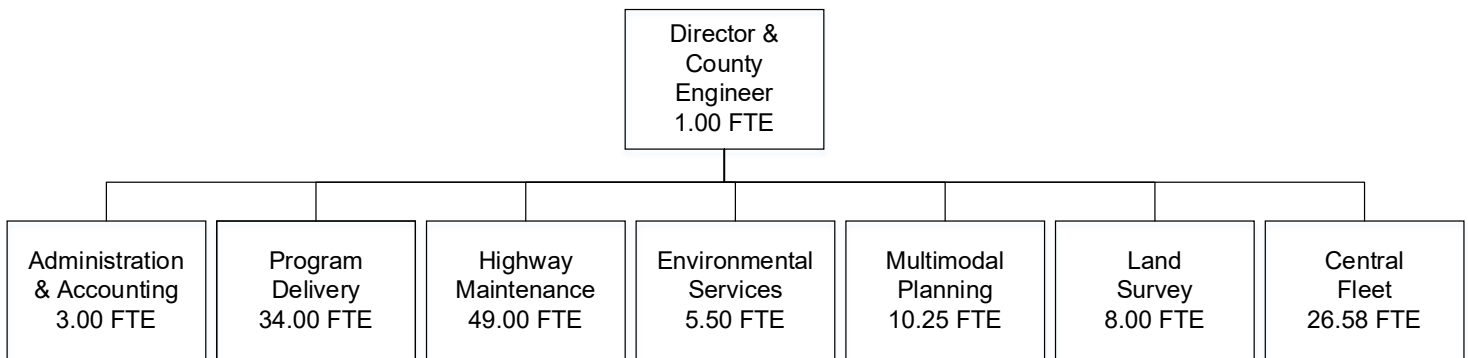 Director &
County
Engineer
1.00 FTE
Administration
& Accounting
3.00 FTE
Program
Delivery
34.00 FTE
Highway
Maintenance
49.00 FTE
Environmental
Services
5.50 FTE
Multimodal
Planning
10.25 FTE
Land
Survey
8.00 FTE
Central
Fleet
26.58 FTE